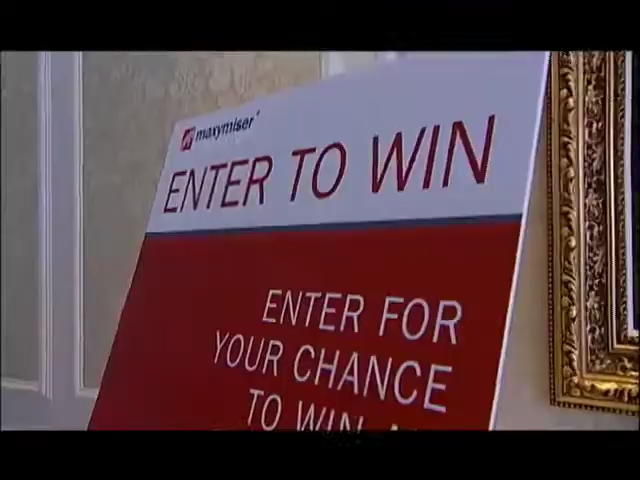 maxymiser
ENTER TO WIN
ENTER FOR
YOUR CHANCE
TO WIN